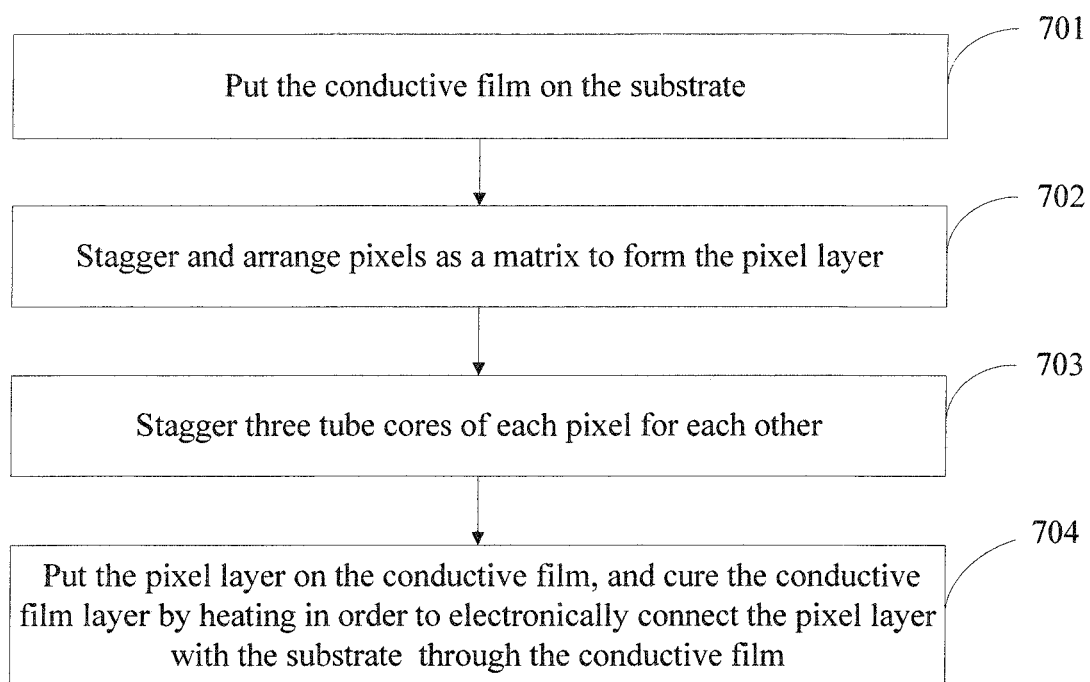 701
Put the conductive film on the substrate
702
Stagger and arrange pixels as a matrix to form the pixel layer
703
Stagger three tube cores of each pixel for each other
704
Put the pixel layer on the conductive film, and cure the conductive
film layer by heating in order to electronically connect the pixel layer
with the substrate through the conductive film